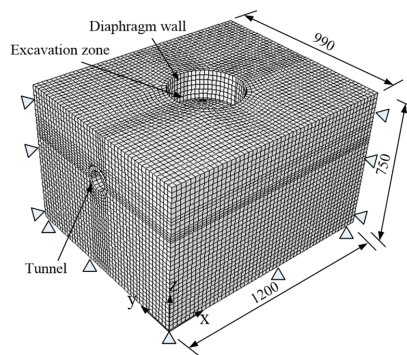 Diaphragm wall
Excavation zone
990
750
Tunnel
1200
z
y
x